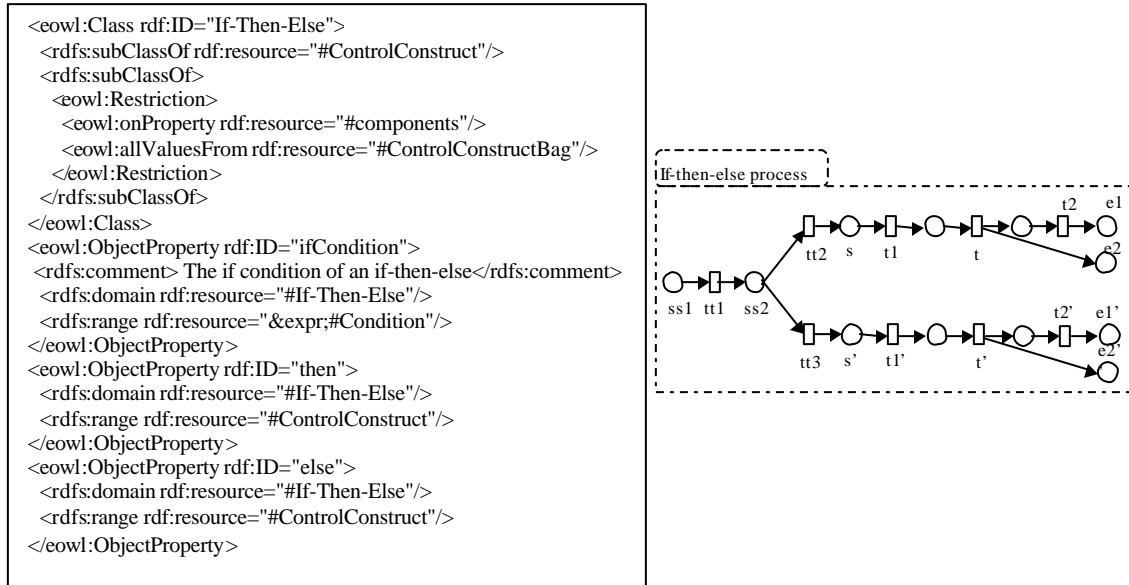 <eowl:Class rdf:ID="If-Then-Else">
<rdfs:subClassOf rdf:resource="#ControlConstruct"/>
<rdfs:subClassOf>
<eowl:Restriction>
<eowl:onProperty rdf:resource="#components"/>
<eowl:allValuesFrom rdf:resource="#ControlConstructBag"/>
</eowl:Restriction>
</rdfs:subClassOf>
</eowl:Class>
<eowl:ObjectProperty rdf:ID="ifCondition">
<rdfs:comment> The if condition of an if-then-else</rdfs:comment>
<rdfs:domain rdf:resource="#If-Then-Else"/>
<rdfs:range rdf:resource="&expr;#Condition"/>
</eowl:ObjectProperty>
<eowl:ObjectProperty rdf:ID="then">
<rdfs:domain rdf:resource="#If-Then-Else"/>
<rdfs:range rdf:resource="#ControlConstruct"/>
</eowl:ObjectProperty>
<eowl:ObjectProperty rdf:ID="else">
<rdfs:domain rdf:resource="#If-Then-Else"/>
<rdfs:range rdf:resource="#ControlConstruct"/>
</eowl:ObjectProperty>
If-then-else process
t2 e1
tt2 s t1 t e2
ss1 tt1 ss2
t2' e1'
tt3 s' t1' t' e2'